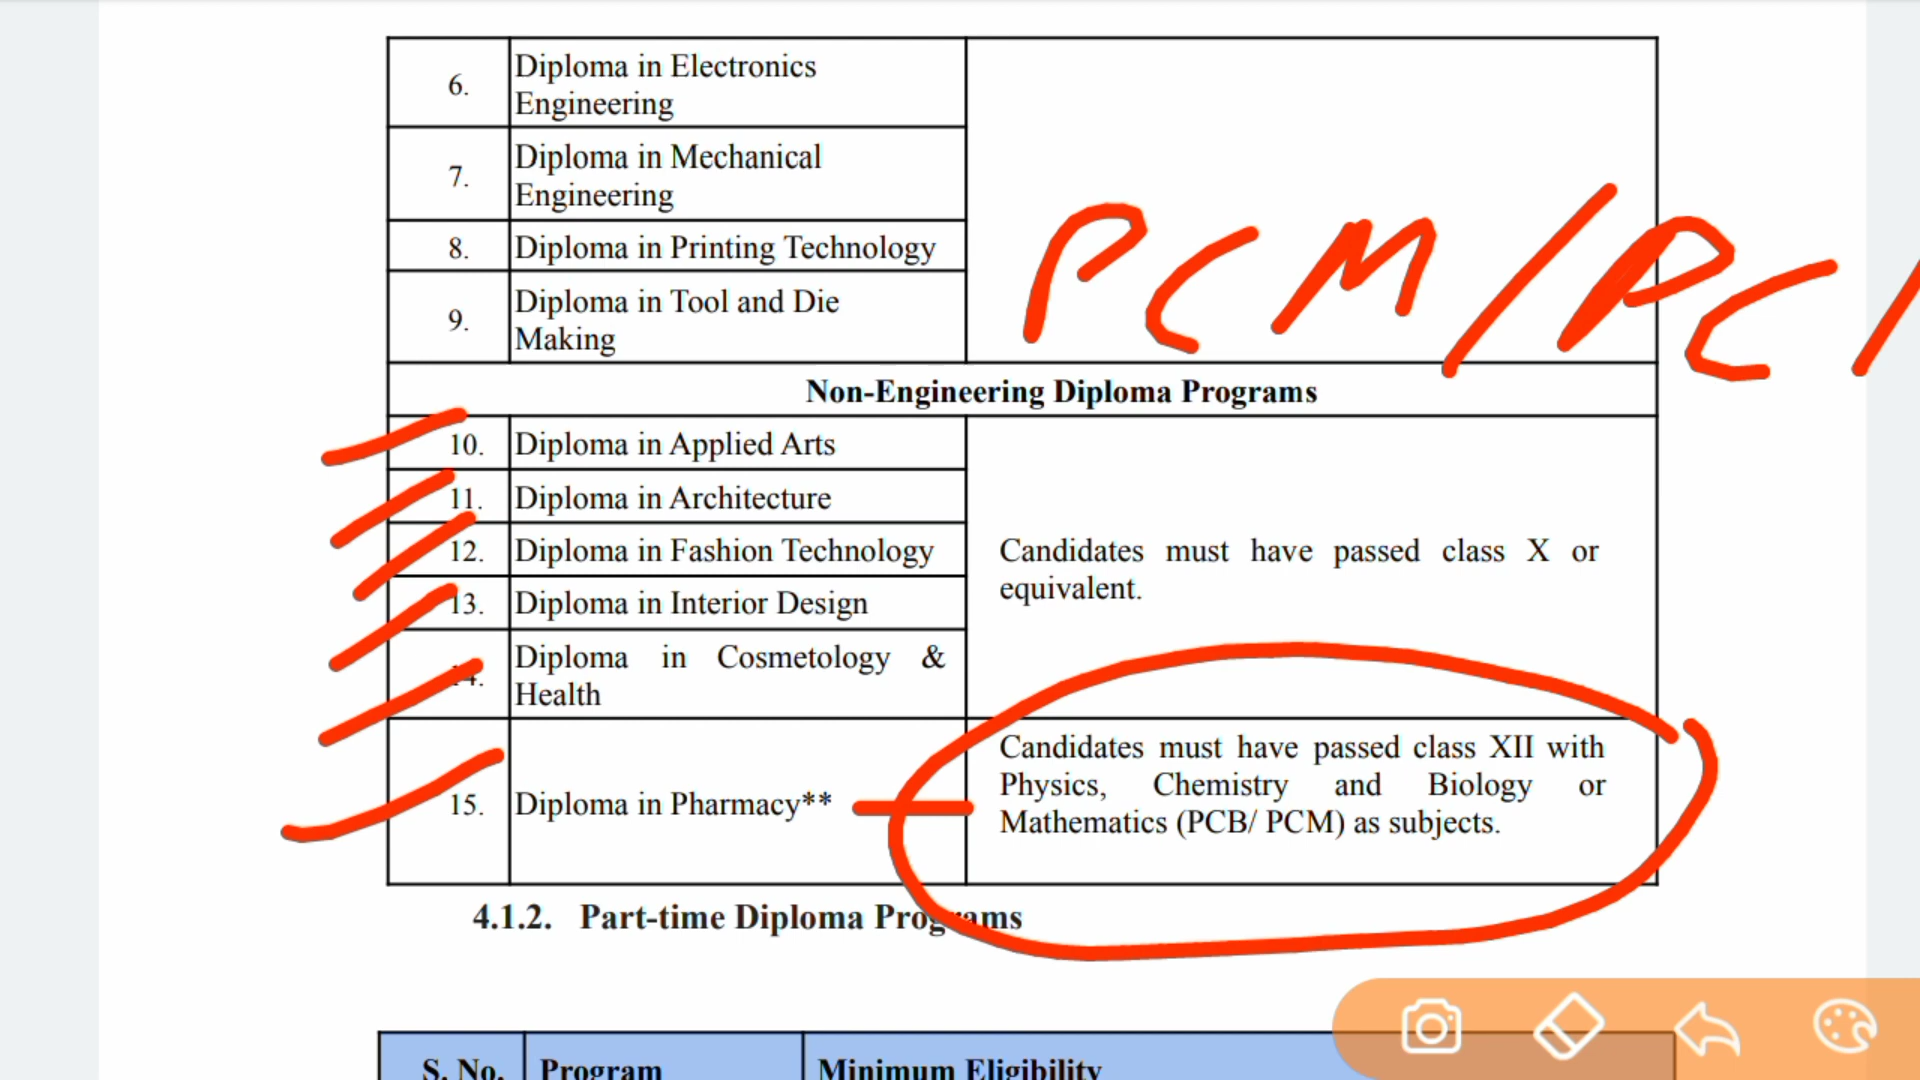 6.
Diploma in Electronics
Engineering
7.
Diploma in Mechanical
Engineering
8.
Diploma in Printing Technology
9.
Diploma in Tool and Die
Making
PCM/PC
Non-Engineering Diploma Programs
10.
Diploma in Applied Arts
11.
Diploma in Architecture
12.
Diploma in Fashion Technology
13.
Diploma in Interior Design
Candidates must have passed class X or
equivalent.
14.
Diploma in Cosmetology &
Health
15.
Diploma in Pharmacy**
Candidates must have passed class XII with
Physics, Chemistry and Biology or
Mathematics (PCB/ PCM) as subjects.
4.1.2. Part-time Diploma Programs
S. No.
Program
Minimum Eligibility